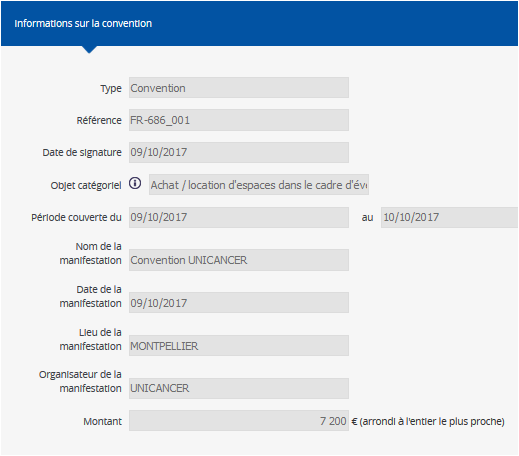 Informations sur la convention
Type Convention
Référence FR-686_001
Date de signature 09/10/2017
Objet catégoriel Achat / location d'espaces dans le cadre d'évé
Période couverte du 09/10/2017 au 10/10/2017
Nom de la
manifestation Convention UNICANCER
Date de la
manifestation 09/10/2017
Lieu de la
manifestation MONTPELLIER
Organisateur de la
manifestation UNICANCER
Montant 7 200 € (arrondi à l'entier le plus proche)